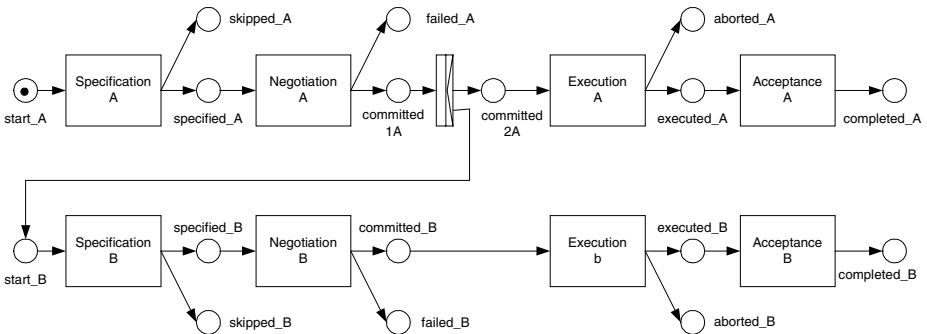 skipped_A
failed_A
aborted_A
Specification
A
Negotiation
A
Execution
A
Acceptance
A
start_A
specified_A
committed
1A
committed
2A
executed_A
completed_A
Specification
B
specified_B
Negotiation
B
committed_B
Execution
b
executed_B
Acceptance
B
start_B
completed_B
skipped_B
failed_B
aborted_B